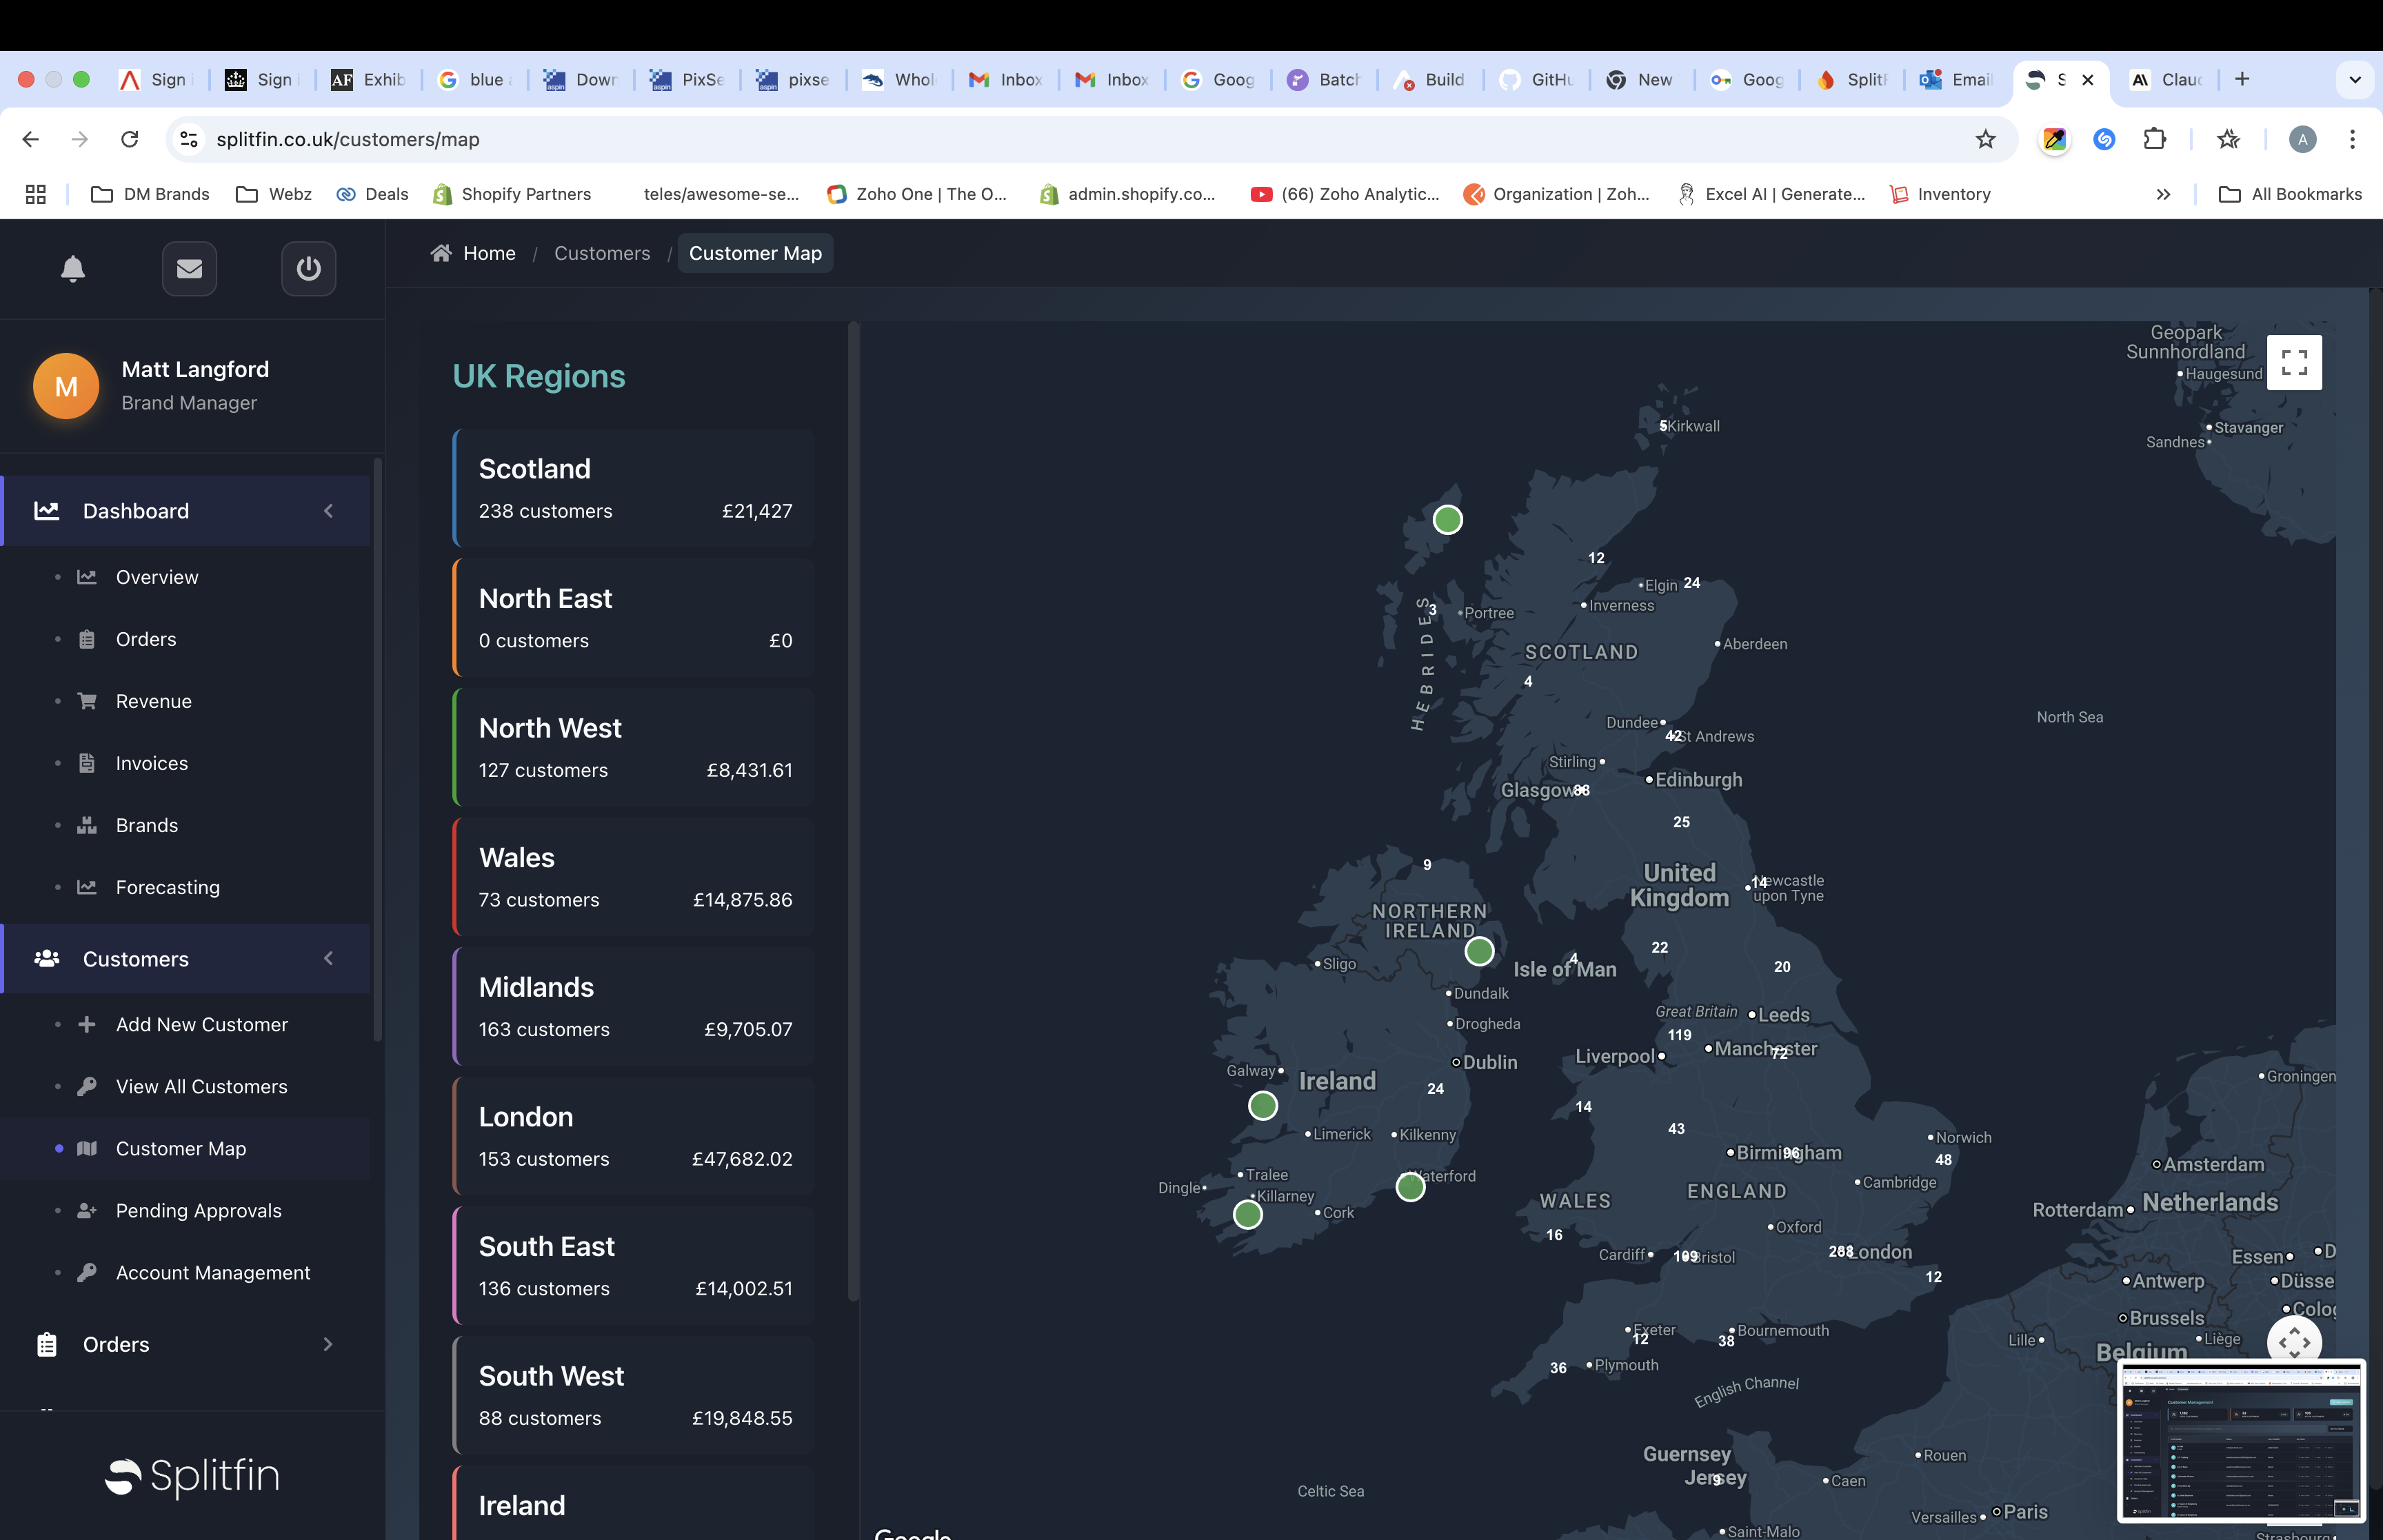 Sign i
Sign i
AF Exhib
blue a
Down
PixSe
pixse
Whol
Inbox
Inbox
Goog
Batch
Build
GitHu
New
Goog
SplitF
Email
S
Claud
splitfin.co.uk/customers/map
A
DM Brands
Webz
Deals
Shopify Partners
teles/awesome-se...
Zoho One | The O...
admin.shopify.co...
(66) Zoho Analytic...
Organization | Zoh...
Excel AI | Generate...
Inventory
All Bookmarks
Home / Customers / Customer Map
M
Matt Langford
Brand Manager
Dashboard
Overview
Orders
Revenue
Invoices
Brands
Forecasting
Customers
Add New Customer
View All Customers
Customer Map
Pending Approvals
Account Management
Orders
Splitfin
UK Regions
Scotland
238 customers £21,427
North East
0 customers £0
North West
127 customers £8,431.61
Wales
73 customers £14,875.86
Midlands
163 customers £9,705.07
London
153 customers £47,682.02
South East
136 customers £14,002.51
South West
88 customers £19,848.55
Ireland
Geopark
Sunnhordland
Haugesund
Stavanger
Sandnes
5 Kirkwall
12
Elgin 24
Inverness
3
Portree
HEBRIDES
Aberdeen
SCOTLAND
4
North Sea
Dundee
42 St Andrews
Stirling
Edinburgh
Glasgow 88
25
9
United
Kingdom
14 Newcastle
upon Tyne
NORTHERN
IRELAND
22
20
4
Isle of Man
Sligo
Dundalk
Great Britain
Leeds
Drogheda
119
Manchester
72
Liverpool
Dublin
Galway
Ireland
24
14
43
Limerick
Kilkenny
Norwich
Birmingham
96
48
Amsterdam
Groningen
Tralee
Waterford
Dingle
Killarney
Cork
Cambridge
ENGLAND
WALES
Netherlands
Rotterdam
Oxford
16
Cardiff
109 Bristol
288 London
Essen
D
12
Antwerp
Düsse
Colog
Brussels
Exeter
12
Bournemouth
38
Lille
Liège
Belgium
36
Plymouth
English Channel
Guernsey
Jersey
9
Rouen
Caen
Celtic Sea
Versailles
Paris
Saint-Malo
Strasbourg
Google
Customer Management